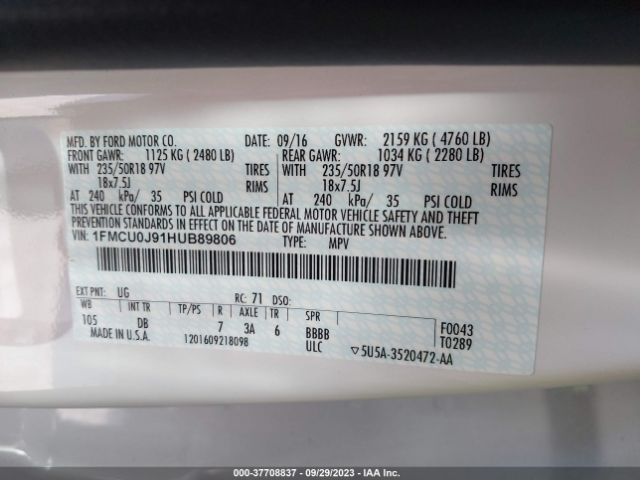 MFD. BY FORD MOTOR CO. DATE: 09/16 GVWR: 2159 KG ( 4760 LB)
FRONT GAWR: 1125 KG ( 2480 LB) REAR GAWR: 1034 KG ( 2280 LB)
WITH 235/50R18 97V TIRES WITH 235/50R18 97V TIRES
18x7.5J RIMS 18x7.5J RIMS
AT 240 kPa/ 35 PSI COLD AT 240 kPa/ 35 PSI COLD
THIS VEHICLE CONFORMS TO ALL APPLICABLE FEDERAL MOTOR VEHICLE SAFETY AND THEFT
PREVENTION STANDARDS IN EFFECT ON THE DATE OF MANUFACTURE SHOWN ABOVE.
VIN: 1FMCU0J91HUB89806 TYPE: MPV
EXT PNT: UG RC: 71 DSO:
WB INT TR TP/PS R AXLE TR SPR
105 DB 7 3A 6 BBBB F0043
MADE IN U.S.A. 1201609218098 ULC T0289
▽5U5A-3520472-AA
000-37708837 - 09/29/2023 - IAA Inc.